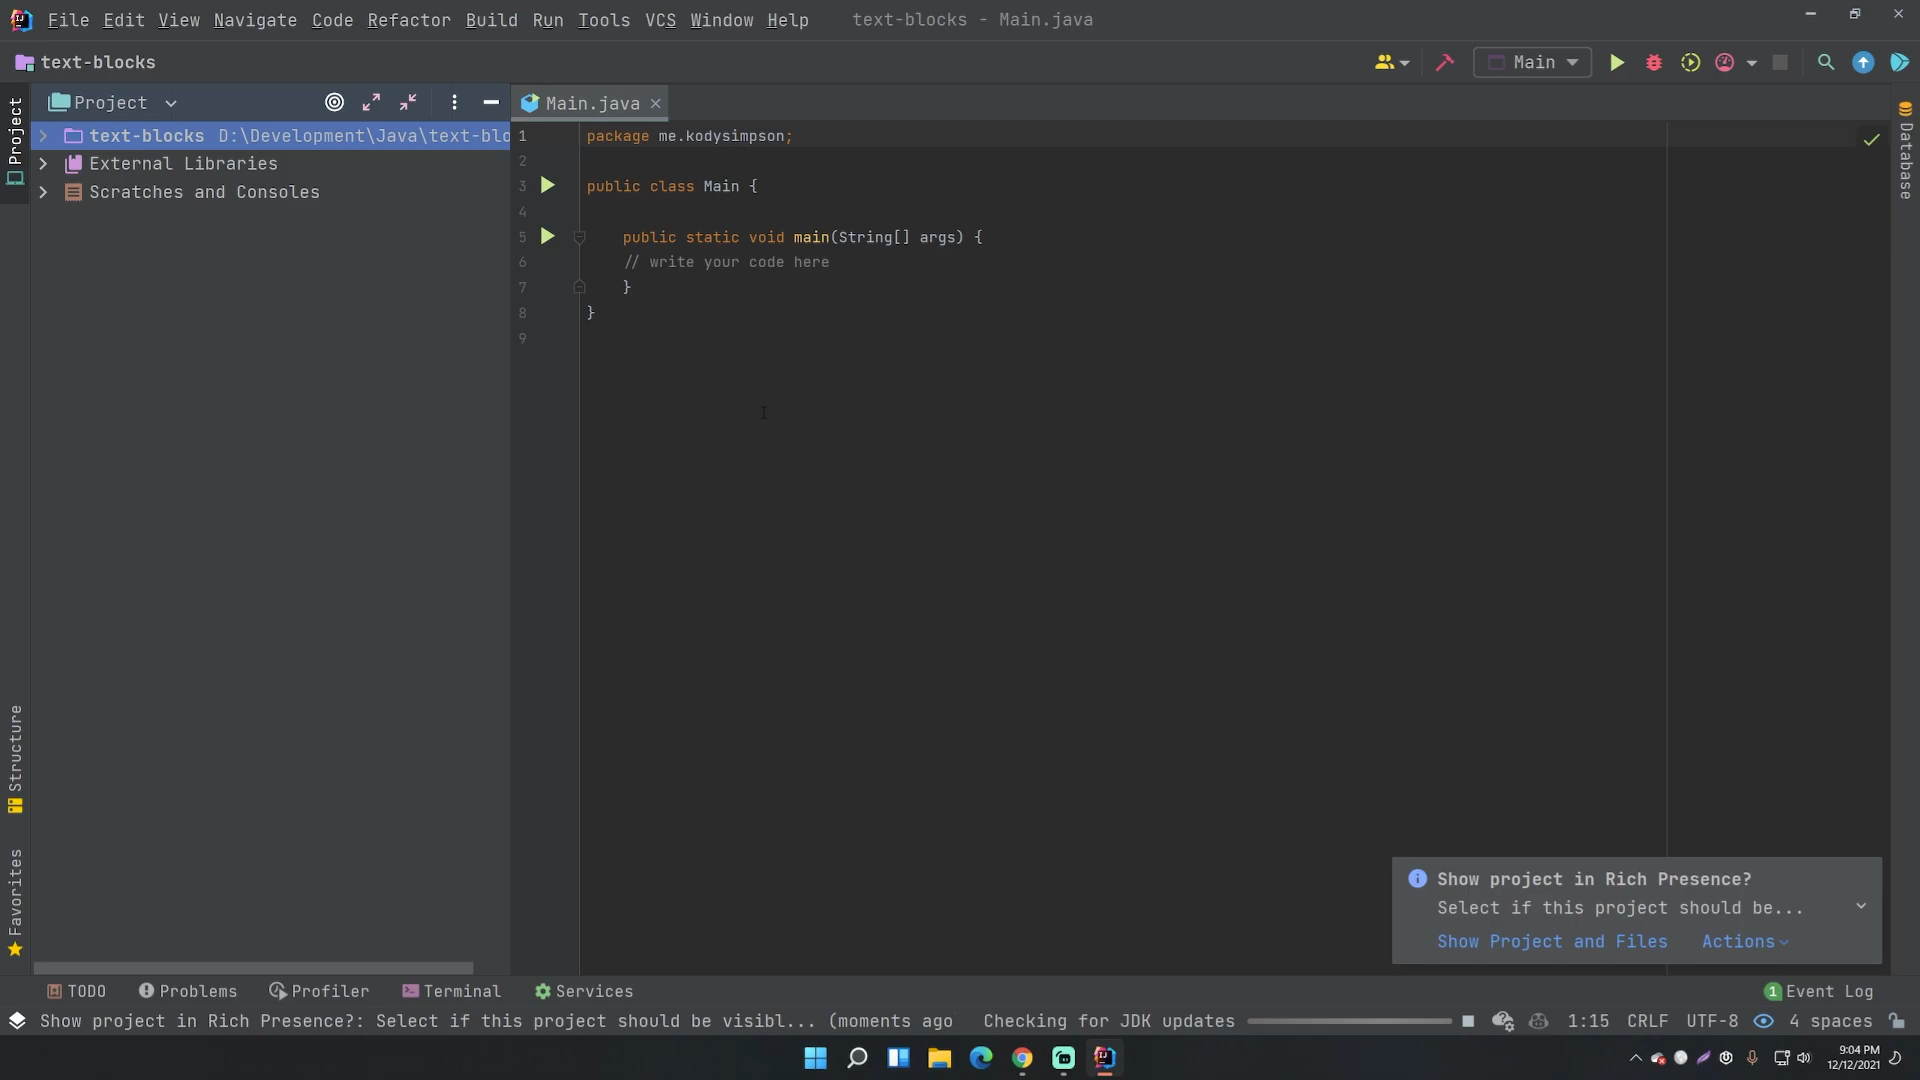 File Edit View Navigate Code Refactor Build Run Tools VCS Window Help text-blocks - Main.java
text-blocks
Main
Project
Main.java
Project
Database
text-blocks D:\Development\Java\text-blo
External Libraries
Scratches and Consoles
1 package me.kodysimpson;
2
3 public class Main {
4
5 public static void main(String[] args) {
6 // write your code here
7 }
8 }
9
Structure
Favorites
Show project in Rich Presence?
Select if this project should be...
Show Project and Files Actions
TODO Problems Profiler Terminal Services
1 Event Log
Show project in Rich Presence?: Select if this project should be visibl... (moments ago Checking for JDK updates 1:15 CRLF UTF-8 4 spaces
9:04 PM
12/12/2021